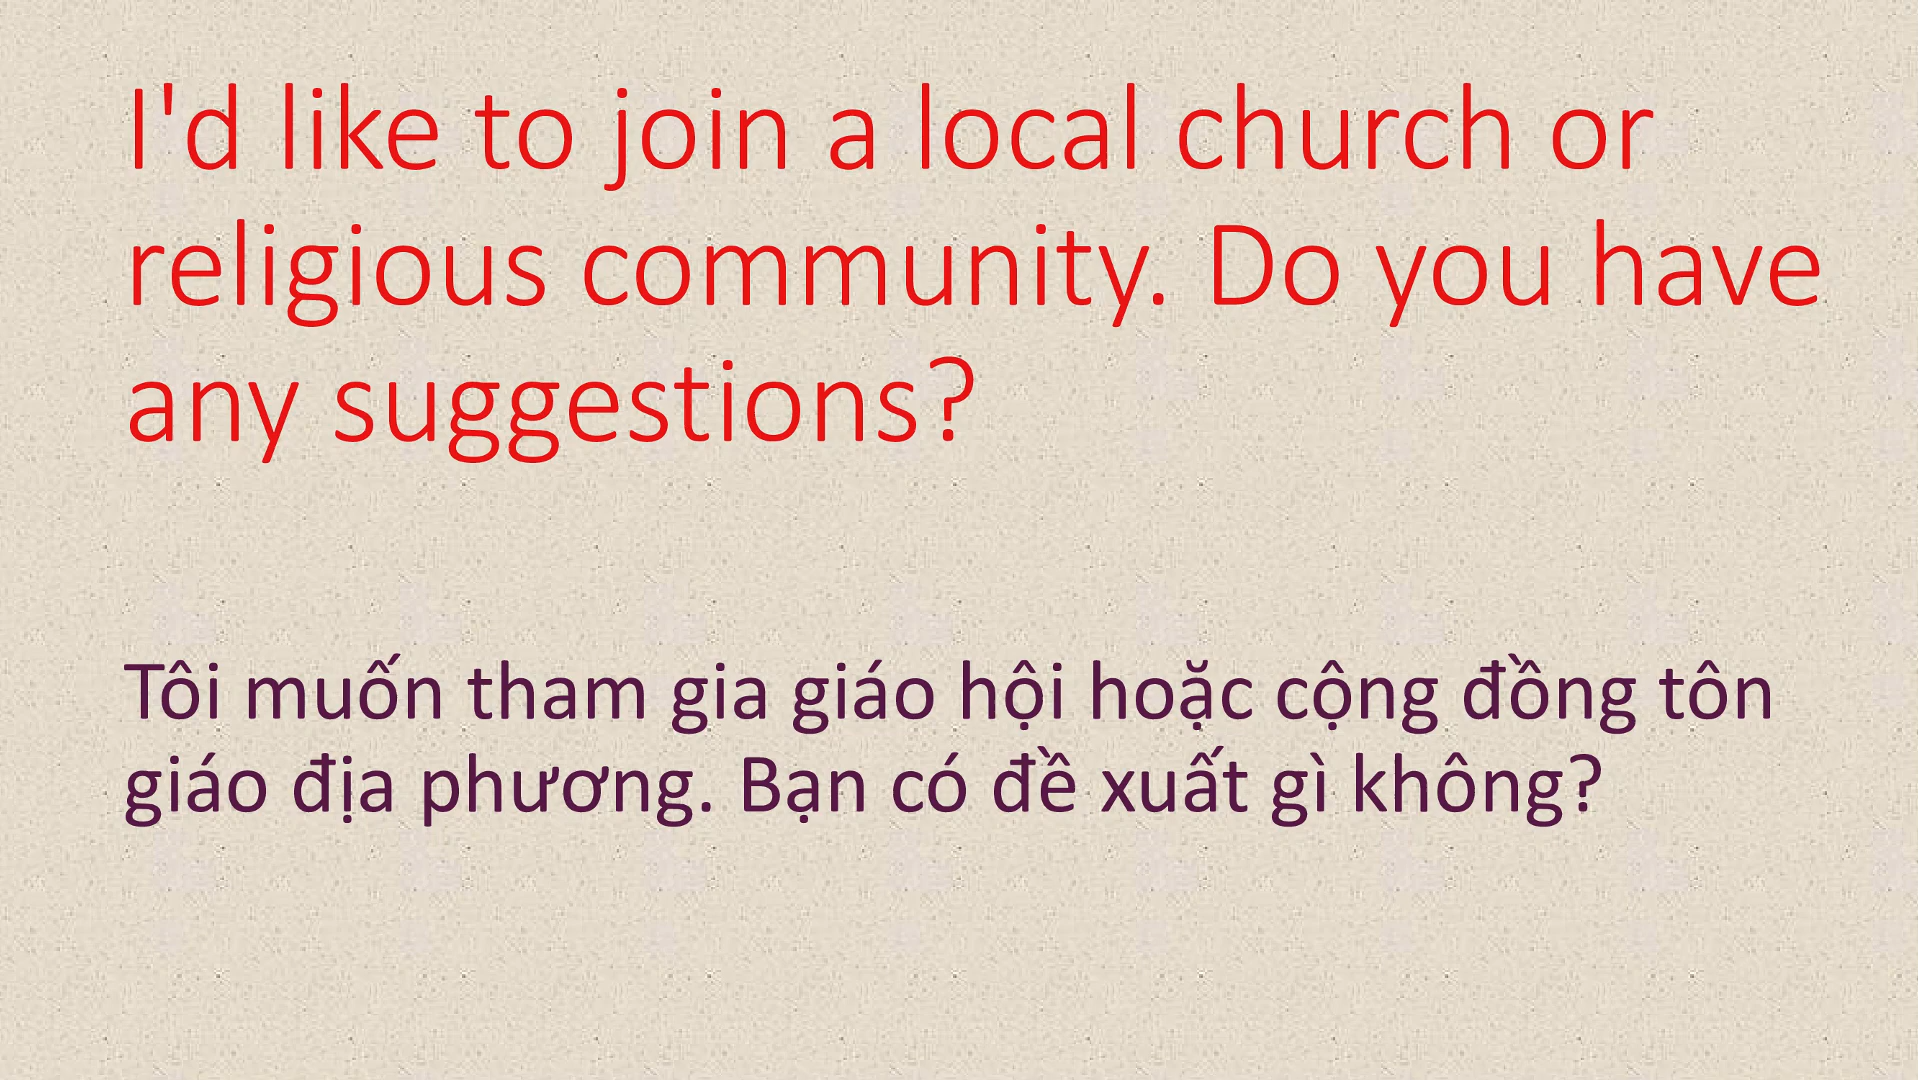 I'd like to join a local church or
religious community. Do you have
any suggestions?
Tôi muốn tham gia giáo hội hoặc cộng đồng tôn
giáo địa phương. Bạn có đề xuất gì không?